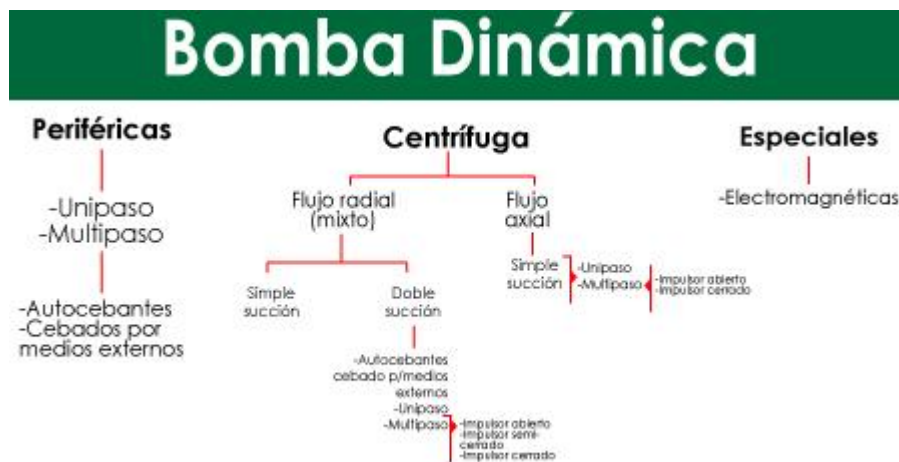 Bomba Dinámica
Periféricas
-Unipaso
-Multipaso
-Autocebantes
-Cebados por
medios externos
Centrífuga
Flujo radial
(mixto)
Simple
succión
Doble
succión
-Autocebantes
cebado p/medios
externos
-Unipaso
-Multipaso
-Impulsor abierto
-Impulsor semi-
cerrado
-Impulsor cerrado
Flujo
axial
Simple
succión
-Unipaso
-Multipaso
-Impulsor abierto
-Impulsor cerrado
Especiales
-Electromagnéticas